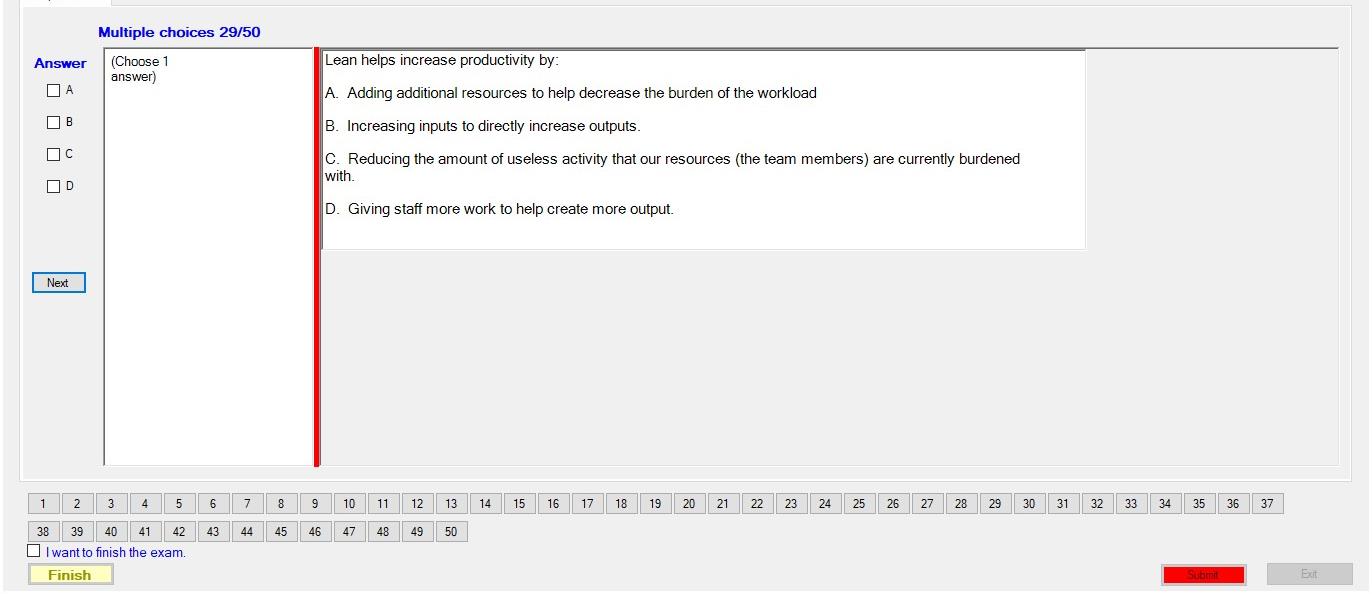 Multiple choices 29/50
Answer
A
B
C
D
Next
(Choose 1
answer)
Lean helps increase productivity by:
A. Adding additional resources to help decrease the burden of the workload
B. Increasing inputs to directly increase outputs.
C. Reducing the amount of useless activity that our resources (the team members) are currently burdened
with.
D. Giving staff more work to help create more output.
1 2 3 4 5 6 7 8 9 10 11 12 13 14 15 16 17 18 19 20 21 22 23 24 25 26 27 28 29 30 31 32 33 34 35 36 37
38 39 40 41 42 43 44 45 46 47 48 49 50
I want to finish the exam.
Finish
Submit
Exit